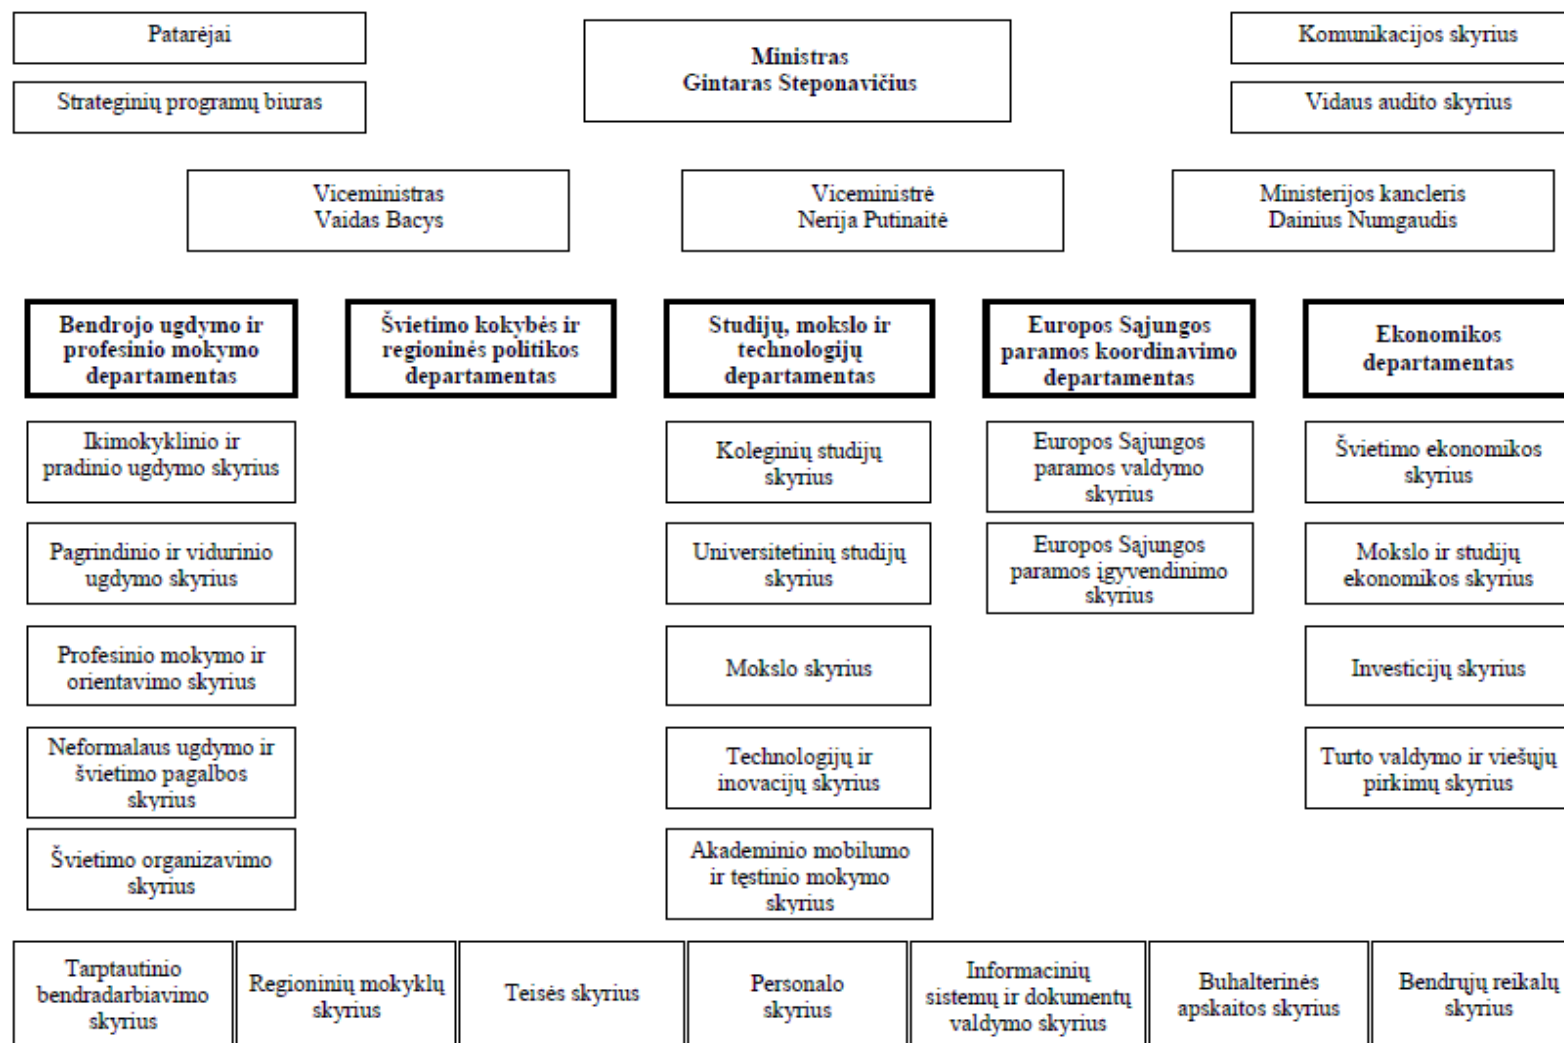 Patarėjai
Ministras
Gintaras Steponavičius
Komunikacijos skyrius
Strateginių programų biuras
Vidaus audito skyrius
Viceministras
Vaidas Bacys
Viceministrė
Nerija Putinaitė
Ministerijos kancleris
Dainius Numgaudis
Bendrojo ugdymo ir
profesinio mokymo
departamentas
Švietimo kokybės ir
regioninės politikos
departamentas
Studijų, mokslo ir
technologijų
departamentas
Europos Sąjungos
paramos koordinavimo
departamentas
Ekonomikos
departamentas
Ikimokyklinio ir
pradinio ugdymo skyrius
Koleginių studijų
skyrius
Europos Sąjungos
paramos valdymo
skyrius
Švietimo ekonomikos
skyrius
Pagrindinio ir vidurinio
ugdymo skyrius
Universitetinių studijų
skyrius
Europos Sąjungos
paramos įgyvendinimo
skyrius
Mokslo ir studijų
ekonomikos skyrius
Profesinio mokymo ir
orientavimo skyrius
Mokslo skyrius
Investicijų skyrius
Neformalaus ugdymo ir
švietimo pagalbos
skyrius
Technologijų ir
inovacijų skyrius
Turto valdymo ir viešųjų
pirkimų skyrius
Švietimo organizavimo
skyrius
Akademinio mobilumo
ir tęstinio mokymo
skyrius
Tarptautinio
bendradarbiavimo
skyrius
Regioninių mokyklų
skyrius
Teisės skyrius
Personalo
skyrius
Informacinių
sistemų ir dokumentų
valdymo skyrius
Buhalterinės
apskaitos skyrius
Bendrųjų reikalų
skyrius